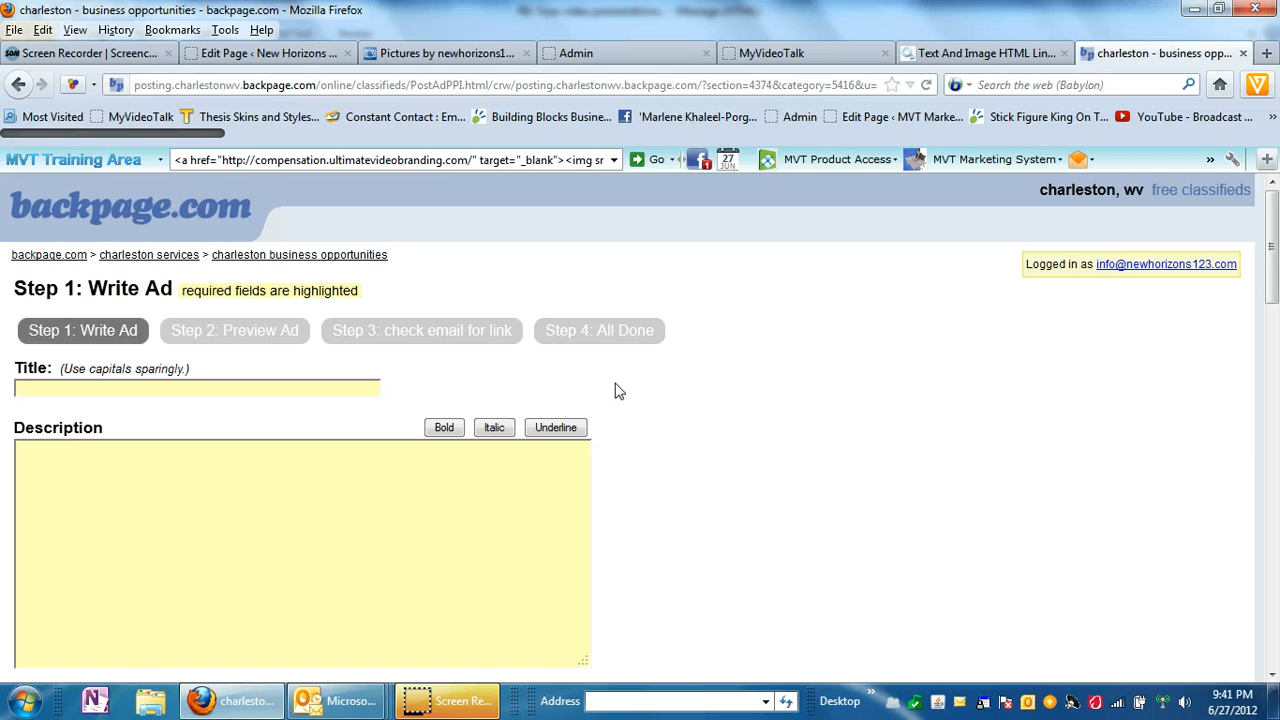 charleston - business opportunities - backpage.com - Mozilla Firefox
File Edit View History Bookmarks Tools Help
Screen Recorder | Screenc... Edit Page ‹ New Horizons ... Pictures by newhorizons1... Admin MyVideoTalk Text And Image HTML Lin... charleston - business opp...
posting.charlestonwv.backpage.com/online/classifieds/PostAdPPI.html/crw/posting.charlestonwv.backpage.com/?section=4374&category=5416&u= Search the web (Babylon)
Most Visited MyVideoTalk Thesis Skins and Styles... Constant Contact : Em... Building Blocks Busine... 'Marlene Khaleel-Porg... Admin Edit Page ‹ MVT Marke... Stick Figure King On T... YouTube - Broadcast ...
MVT Training Area <a href="http://compensation.ultimatevideobranding.com/" target="_blank"><img sr Go 1 27 JUN MVT Product Access MVT Marketing System
backpage.com charleston, wv free classifieds
backpage.com > charleston services > charleston business opportunities
Logged in as info@newhorizons123.com
Step 1: Write Ad required fields are highlighted
Step 1: Write Ad Step 2: Preview Ad Step 3: check email for link Step 4: All Done
Title: (Use capitals sparingly.)
Description Bold Italic Underline
charlesto... Microso... Screen Re... Address Desktop
9:41 PM
6/27/2012